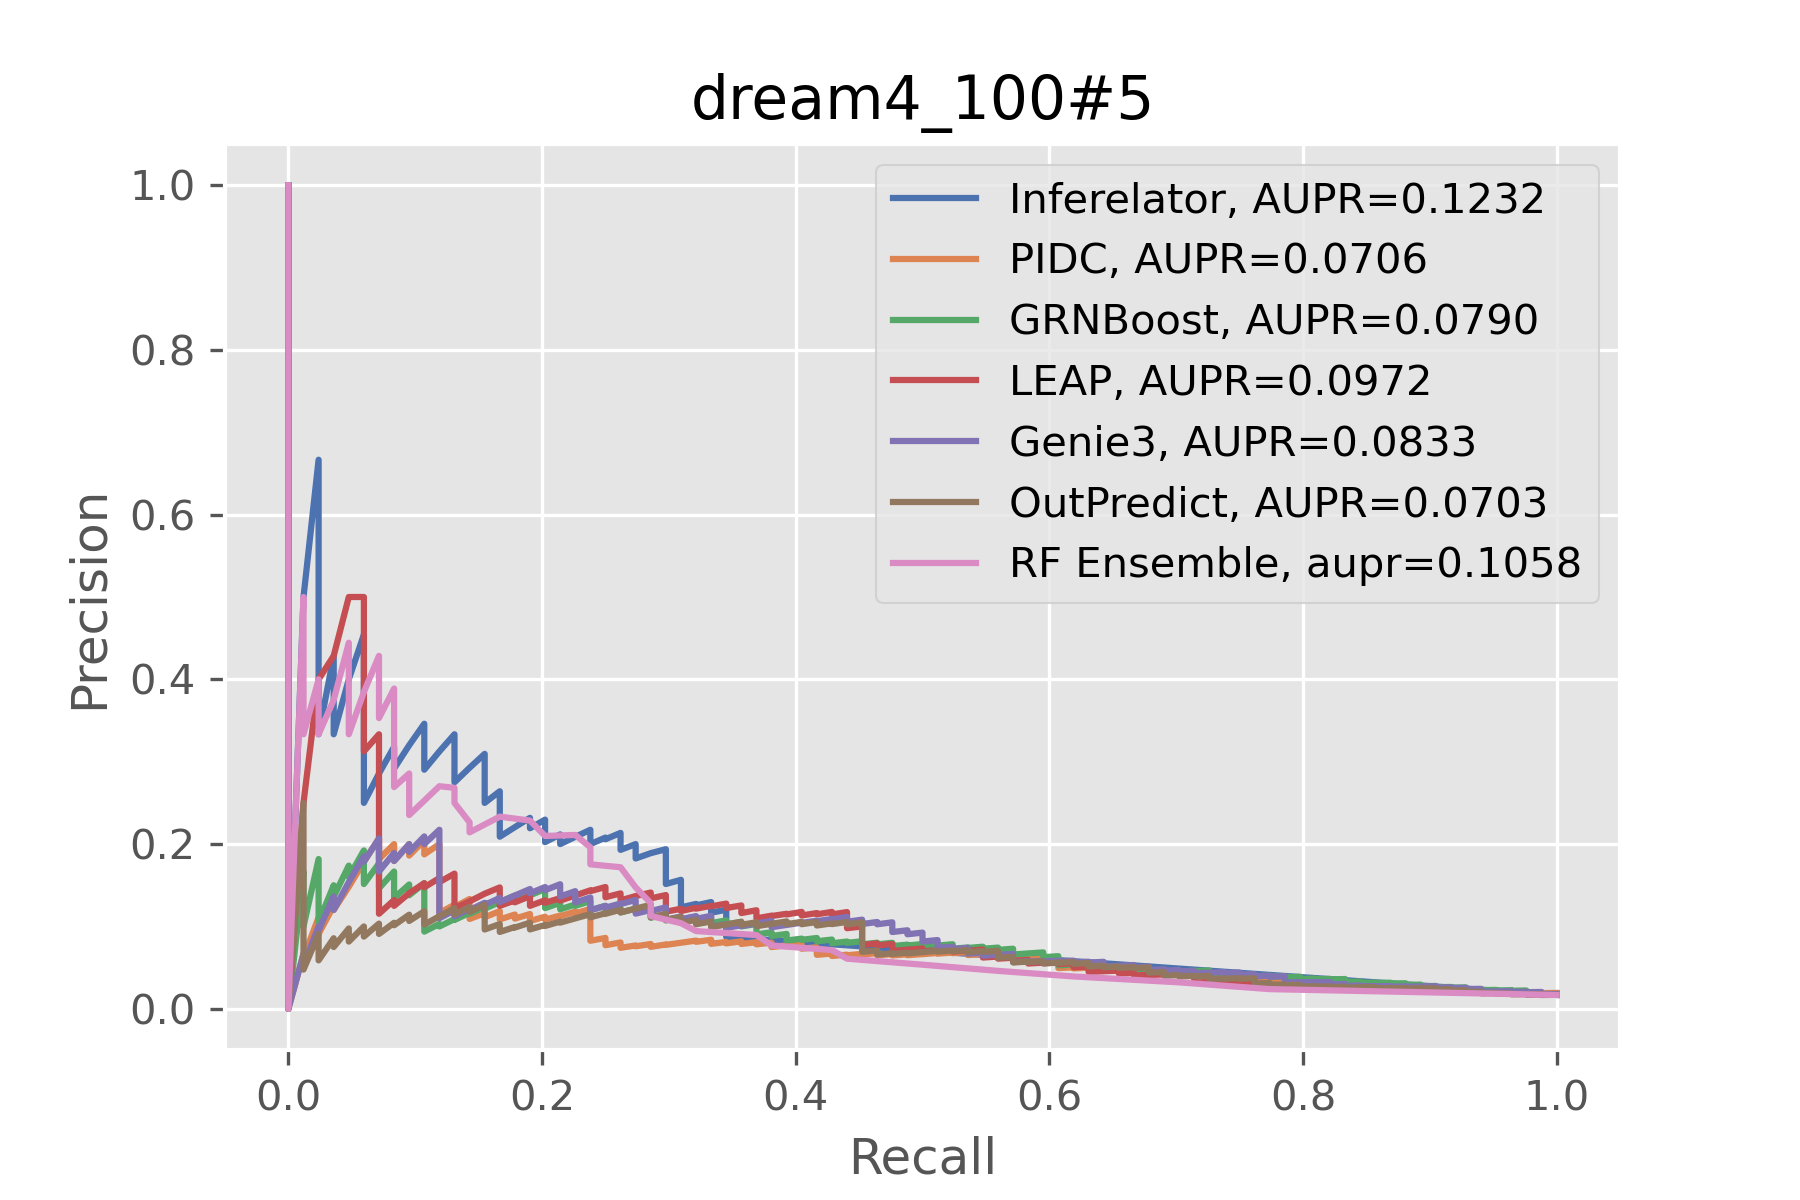 dream4_100#5
1.0
0.8
0.6
0.4
0.2
0.0
Precision
Inferelator, AUPR=0.1232
PIDC, AUPR=0.0706
GRNBoost, AUPR=0.0790
LEAP, AUPR=0.0972
Genie3, AUPR=0.0833
OutPredict, AUPR=0.0703
RF Ensemble, aupr=0.1058
0.0 0.2 0.4 0.6 0.8 1.0
Recall